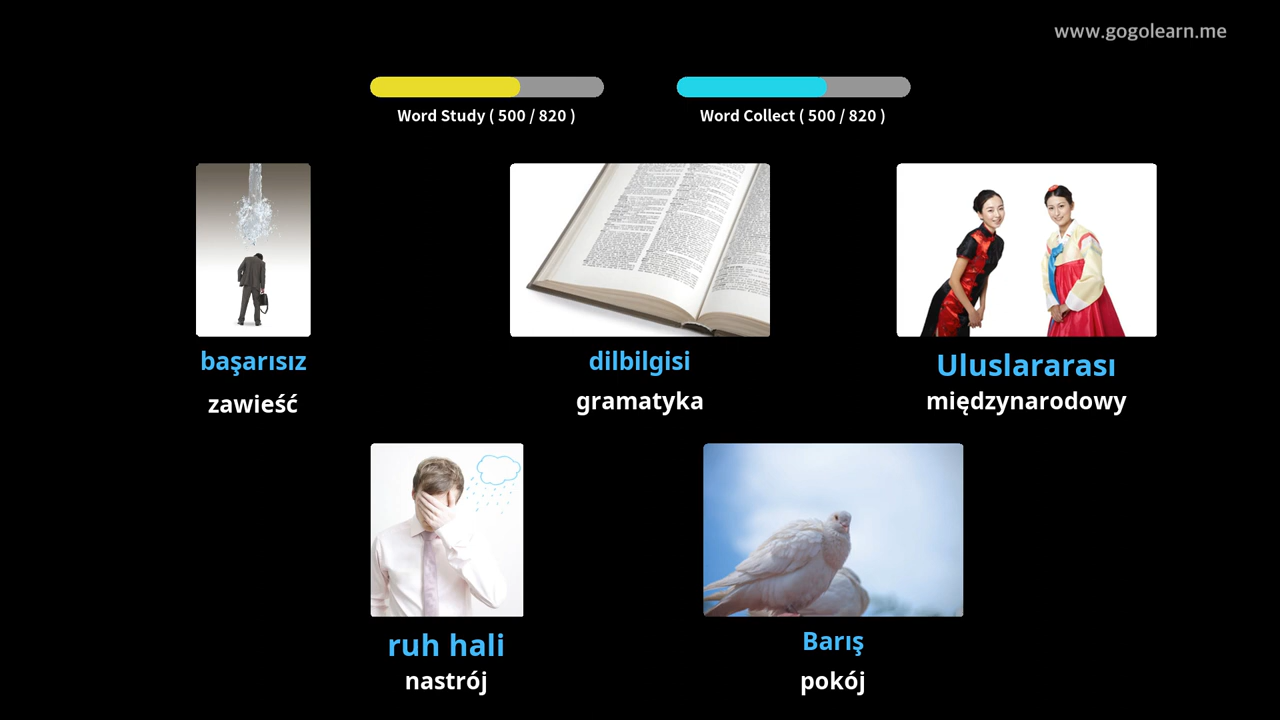 www.gogolearn.me
Word Study ( 500 / 820 )
Word Collect ( 500 / 820 )
başarısız
zawieść
dilbilgisi
gramatyka
Uluslararası
międzynarodowy
ruh hali
nastrój
Barış
pokój